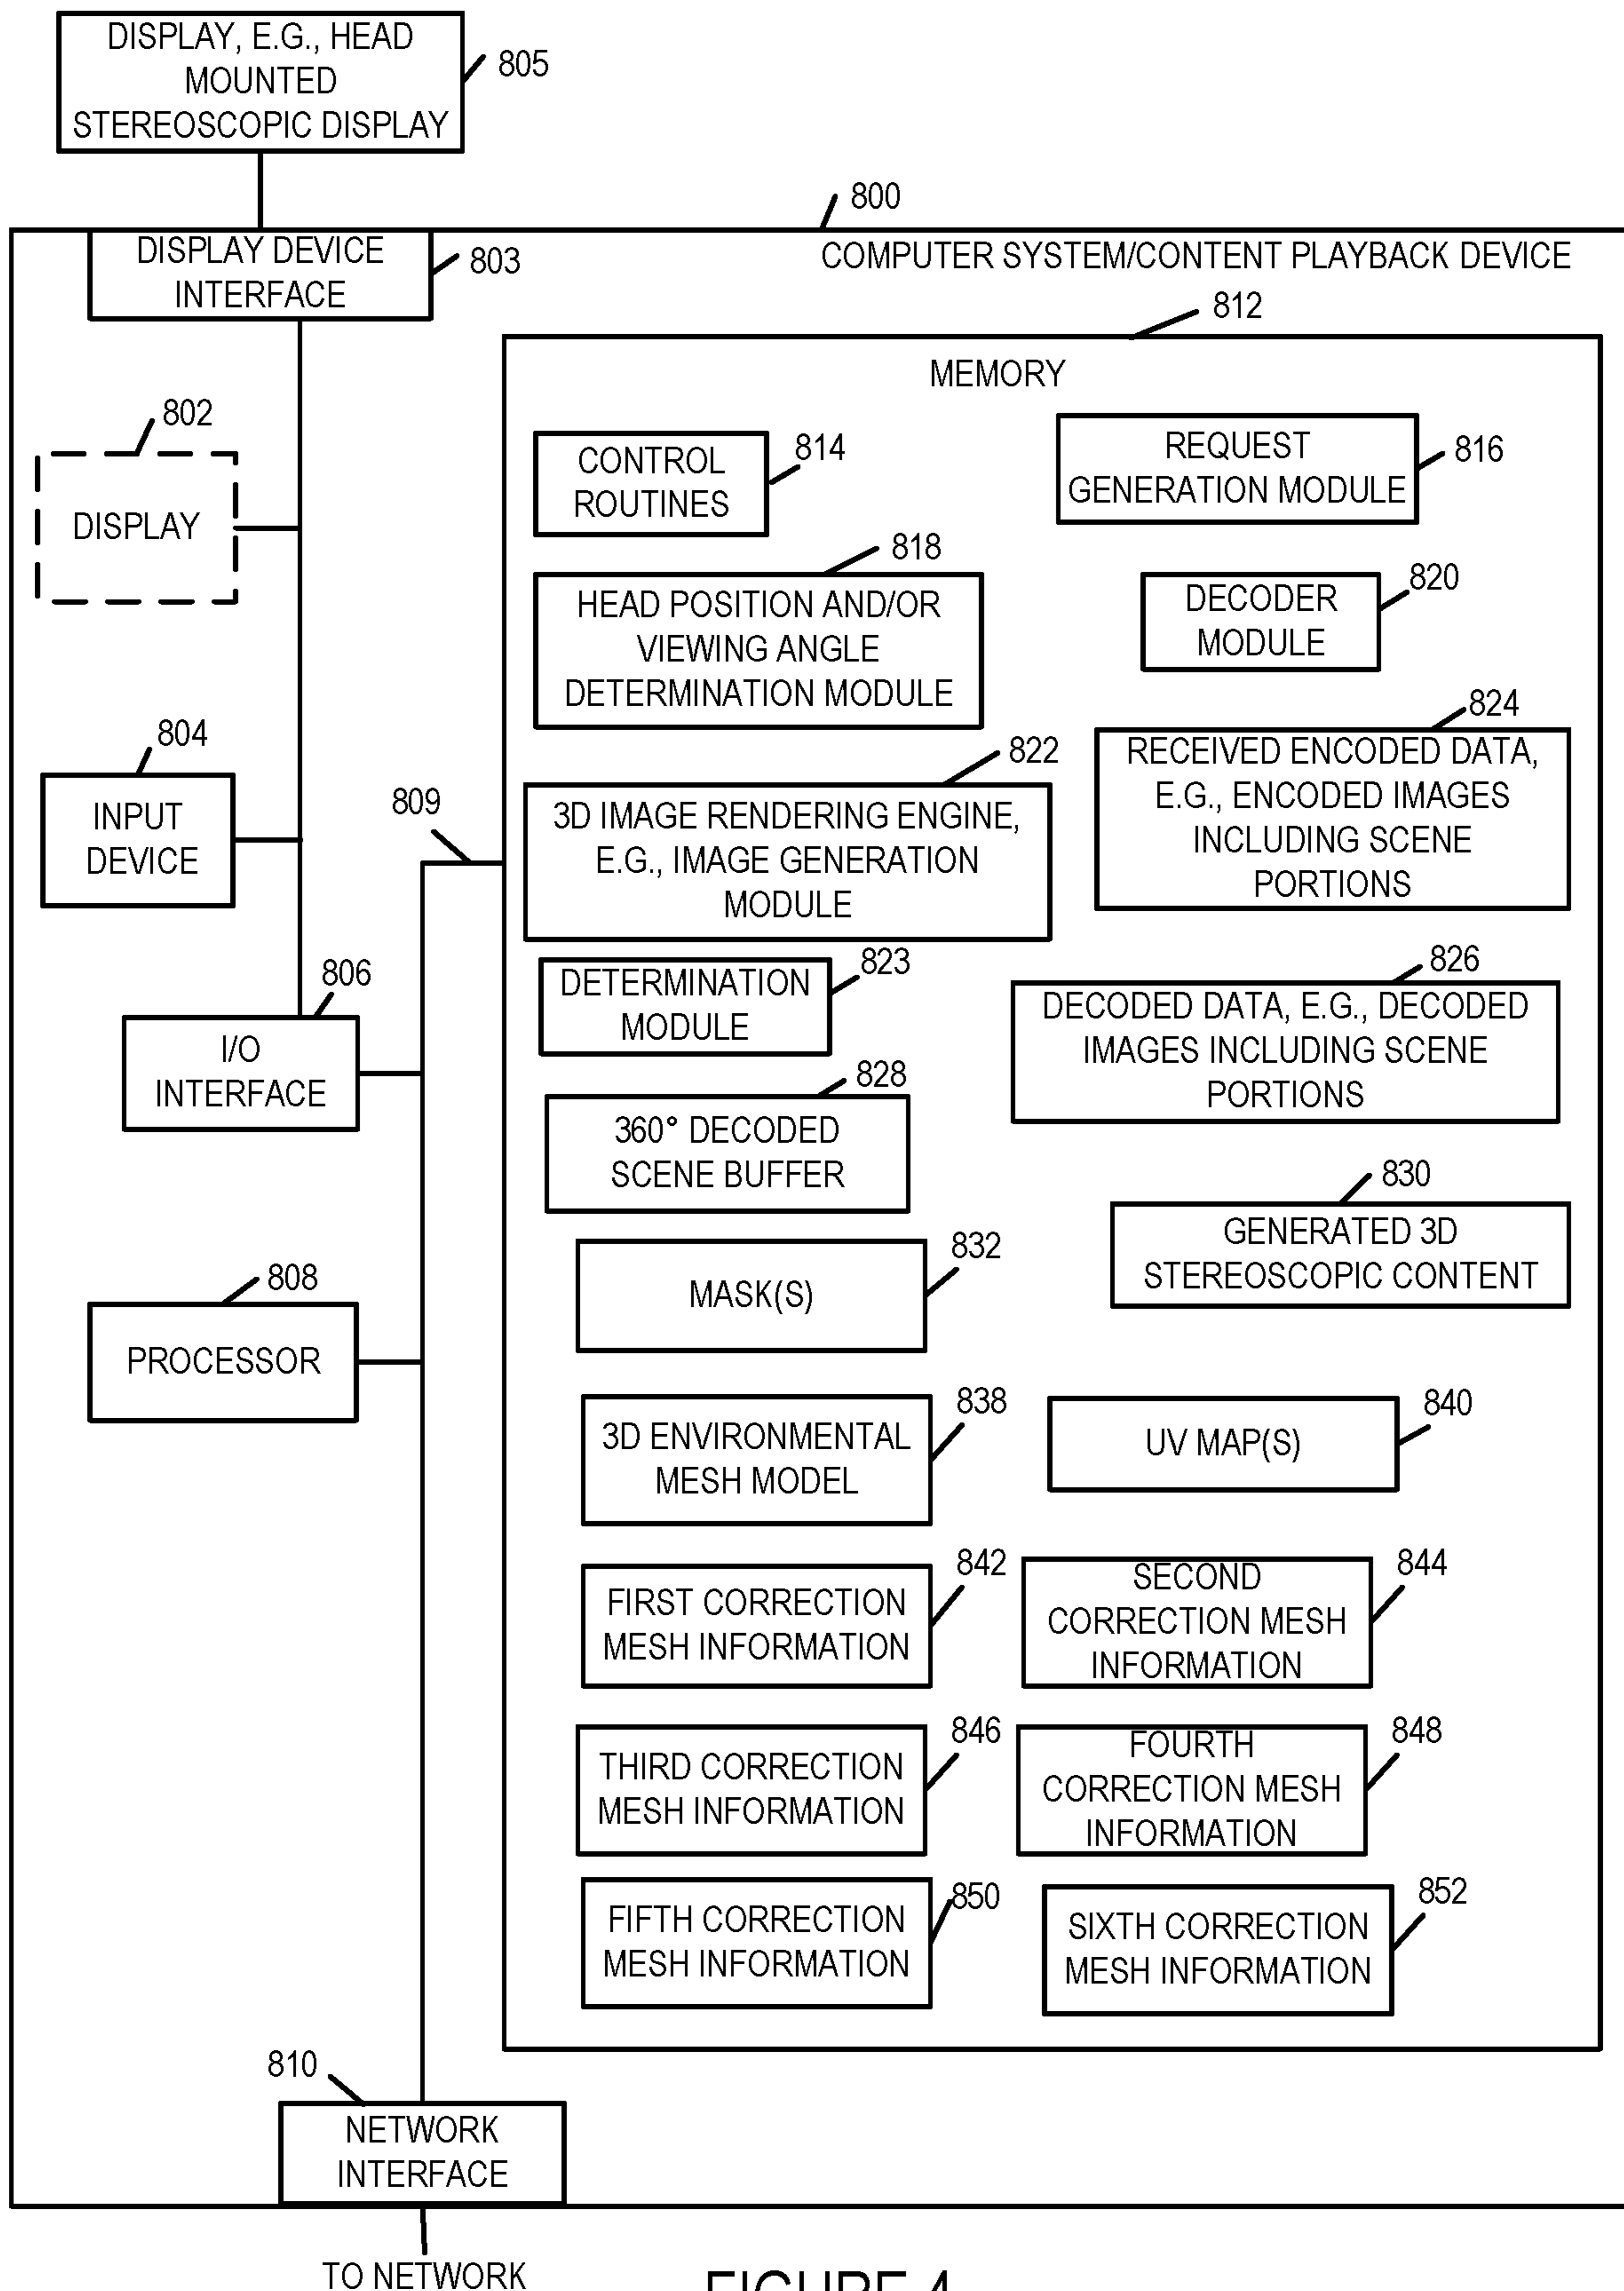 DISPLAY, E.G., HEAD
MOUNTED
STEREOSCOPIC DISPLAY
805
800
DISPLAY DEVICE
INTERFACE
803
COMPUTER SYSTEM/CONTENT PLAYBACK DEVICE
812
MEMORY
802
DISPLAY
CONTROL
ROUTINES
814
REQUEST
GENERATION MODULE
816
818
HEAD POSITION AND/OR
VIEWING ANGLE
DETERMINATION MODULE
DECODER
MODULE
820
804
INPUT
DEVICE
809
822
3D IMAGE RENDERING ENGINE,
E.G., IMAGE GENERATION
MODULE
824
RECEIVED ENCODED DATA,
E.G., ENCODED IMAGES
INCLUDING SCENE
PORTIONS
806
I/O
INTERFACE
DETERMINATION
MODULE
823
826
DECODED DATA, E.G., DECODED
IMAGES INCLUDING SCENE
PORTIONS
828
360° DECODED
SCENE BUFFER
830
GENERATED 3D
STEREOSCOPIC CONTENT
808
PROCESSOR
MASK(S)
832
3D ENVIRONMENTAL
MESH MODEL
838
UV MAP(S)
840
FIRST CORRECTION
MESH INFORMATION
842
SECOND
CORRECTION MESH
INFORMATION
844
THIRD CORRECTION
MESH INFORMATION
846
FOURTH
CORRECTION MESH
INFORMATION
848
FIFTH CORRECTION
MESH INFORMATION
850
SIXTH CORRECTION
MESH INFORMATION
852
810
NETWORK
INTERFACE
TO NETWORK
FIGURE 4